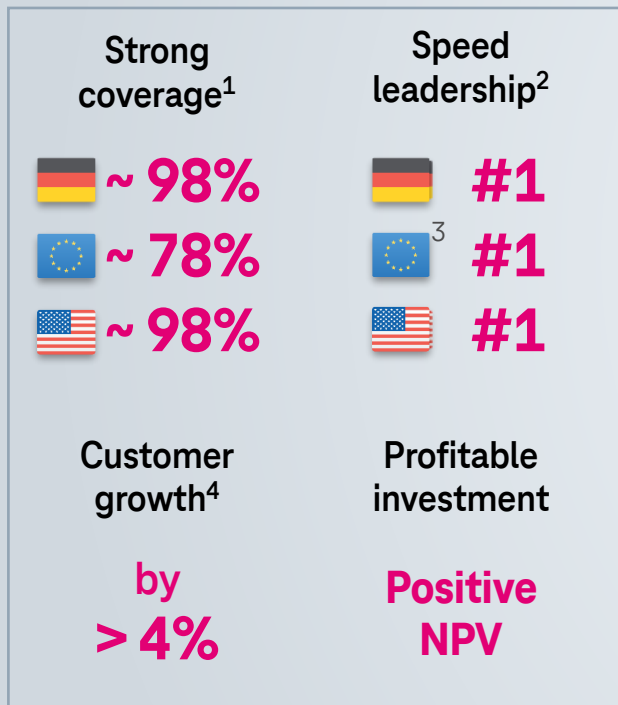 Strong
coverage¹
~ 98%
~ 78%
~ 98%
Speed
leadership²
#1
3 #1
#1
Customer
growth⁴
by
> 4%
Profitable
investment
Positive
NPV